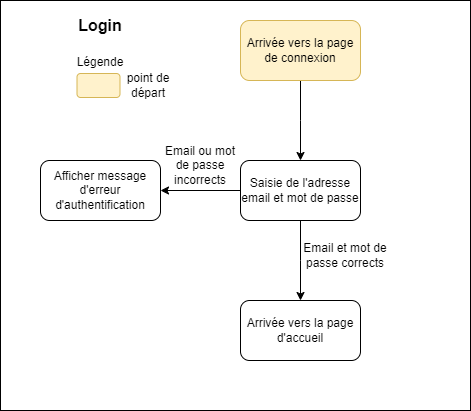 Login
Légende
point de
départ
Arrivée vers la page
de connexion
Email ou mot
de passe
incorrects
Afficher message
d'erreur
d'authentification
Saisie de l'adresse
email et mot de passe
Email et mot de
passe corrects
Arrivée vers la page
d'accueil